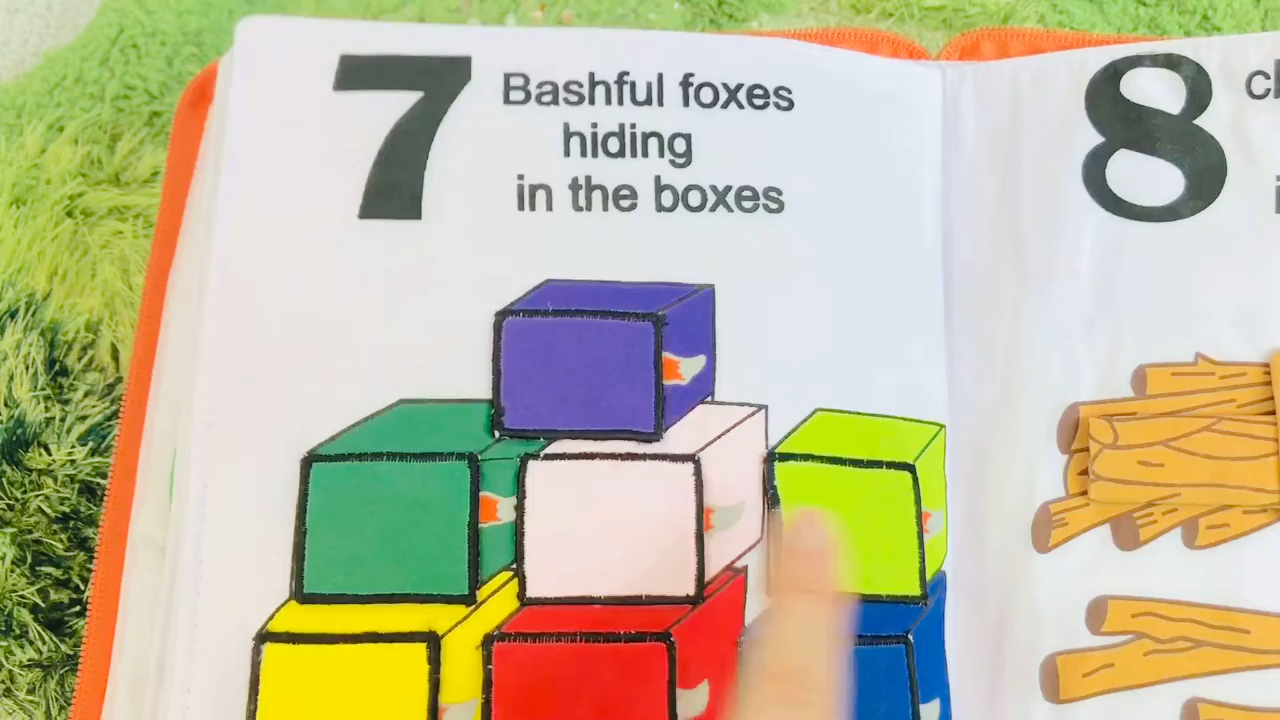 7
Bashful foxes
hiding
in the boxes
8